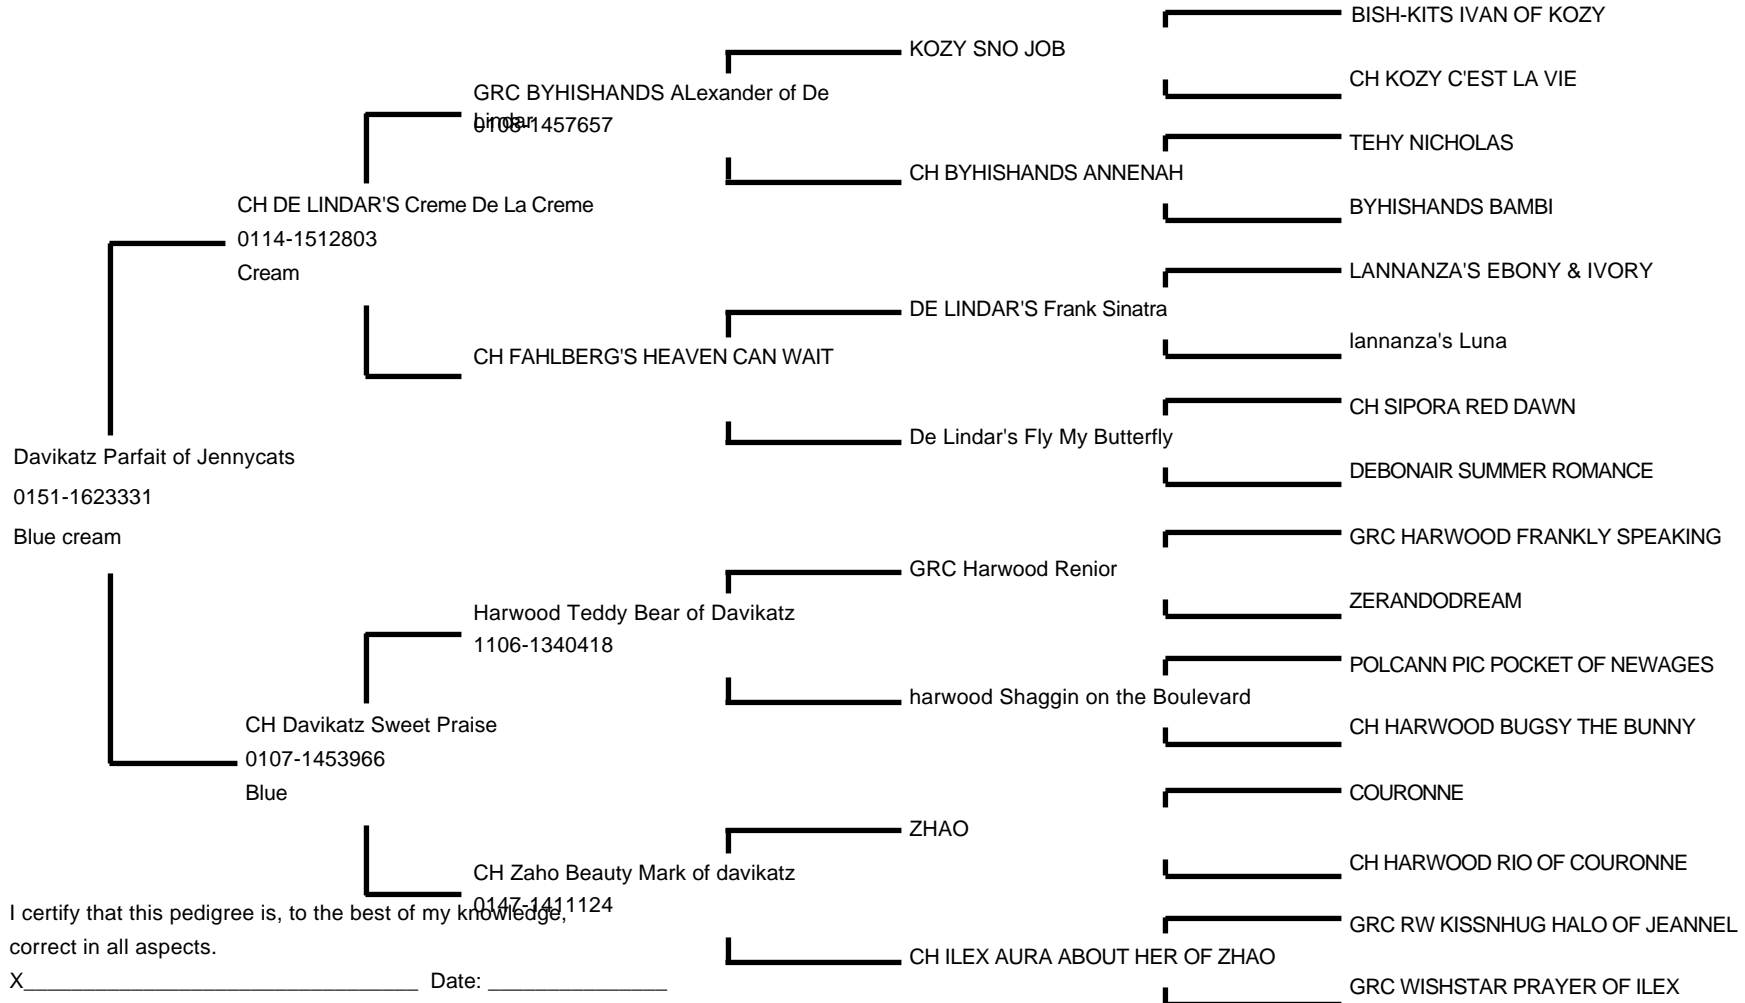 BISH-KITS IVAN OF KOZY
KOZY SNO JOB
CH KOZY C'EST LA VIE
GRC BYHISHANDS ALexander of De
Lindar
0108-1457657
TEHY NICHOLAS
CH BYHISHANDS ANNENAH
BYHISHANDS BAMBI
CH DE LINDAR'S Creme De La Creme
0114-1512803
Cream
LANNANZA'S EBONY & IVORY
DE LINDAR'S Frank Sinatra
lannanza's Luna
CH FAHLBERG'S HEAVEN CAN WAIT
CH SIPORA RED DAWN
De Lindar's Fly My Butterfly
DEBONAIR SUMMER ROMANCE
Davikatz Parfait of Jennycats
0151-1623331
Blue cream
GRC HARWOOD FRANKLY SPEAKING
GRC Harwood Renior
ZERANDODREAM
Harwood Teddy Bear of Davikatz
1106-1340418
POLCANN PIC POCKET OF NEWAGES
harwood Shaggin on the Boulevard
CH HARWOOD BUGSY THE BUNNY
CH Davikatz Sweet Praise
0107-1453966
Blue
COURONNE
ZHAO
CH HARWOOD RIO OF COURONNE
CH Zaho Beauty Mark of davikatz
0147-1411124
GRC RW KISSNHUG HALO OF JEANNEL
CH ILEX AURA ABOUT HER OF ZHAO
GRC WISHSTAR PRAYER OF ILEX
I certify that this pedigree is, to the best of my knowledge,
correct in all aspects.
X_________________________________ Date: _______________